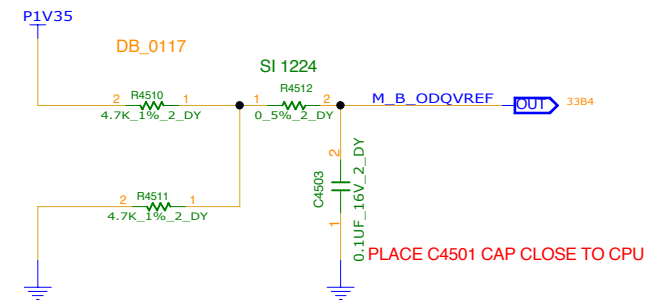 P1V35
DB_0117
SI 1224
2 R4510 1
4.7K_1%_2_DY
1 R4512 2
0_5%_2_DY
M_B_ODQVREF
OUT
33B4
2 R4511 1
4.7K_1%_2_DY
2
C4503
0.1UF_16V_2_DY
1
PLACE C4501 CAP CLOSE TO CPU